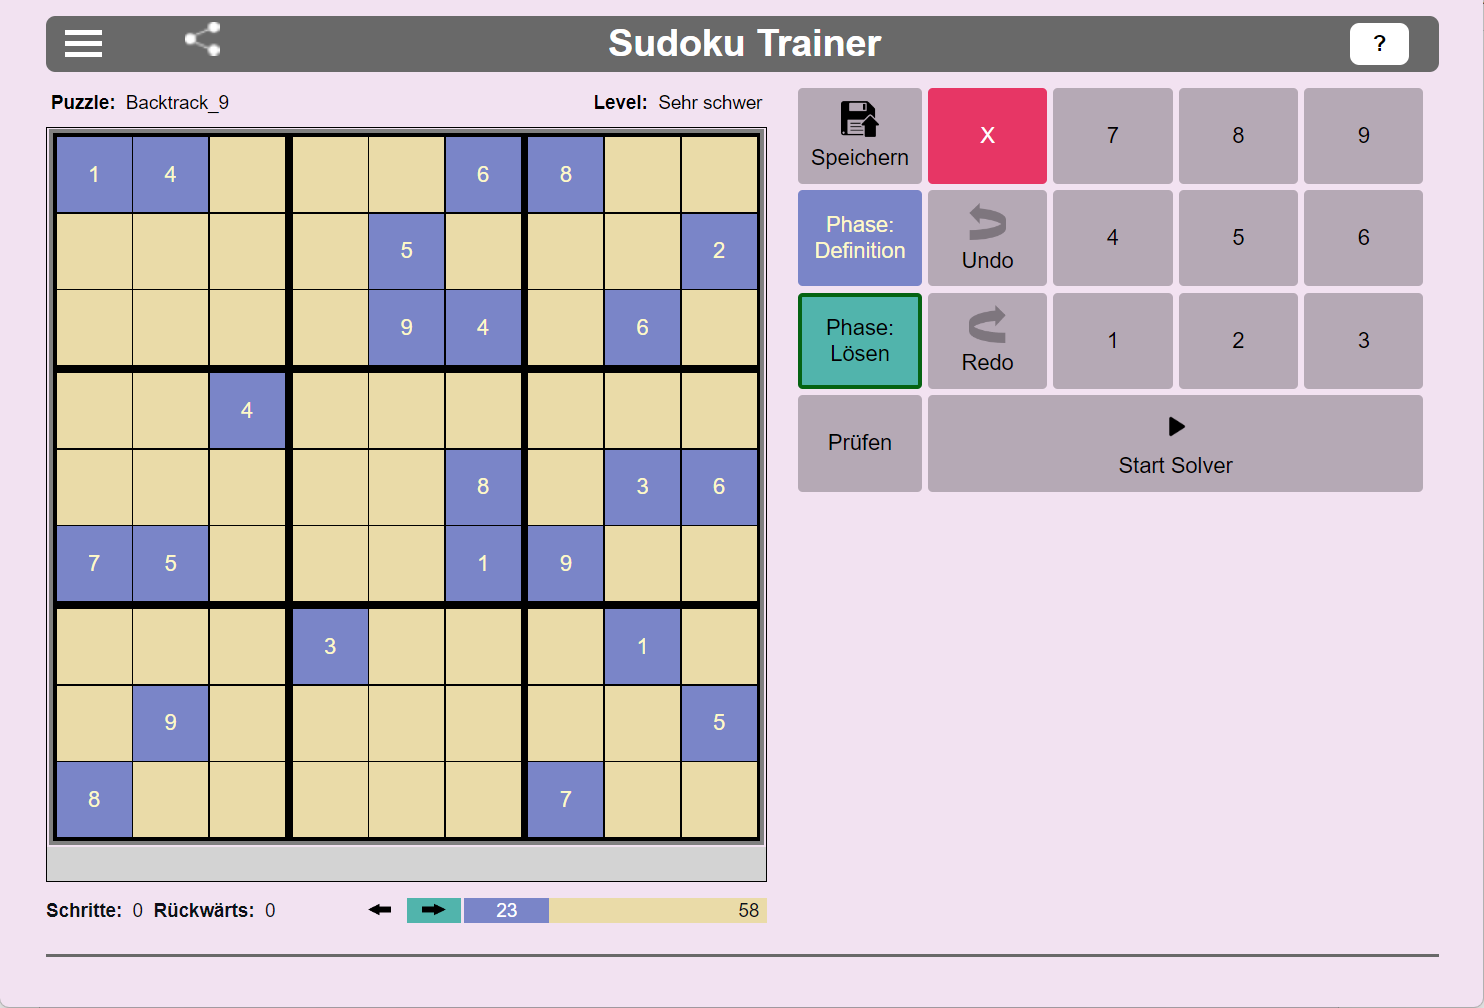 Sudoku Trainer
?
Puzzle: Backtrack_9 Level: Sehr schwer
1 4 6 8
5 2
9 4 6
4
8 3 6
7 5 1 9
3 1
9 5
8 7
Speichern X 7 8 9
Phase:
Definition
Undo
4 5 6
Phase:
Lösen
Redo
1 2 3
Prüfen
Start Solver
Schritte: 0 Rückwärts: 0 23 58